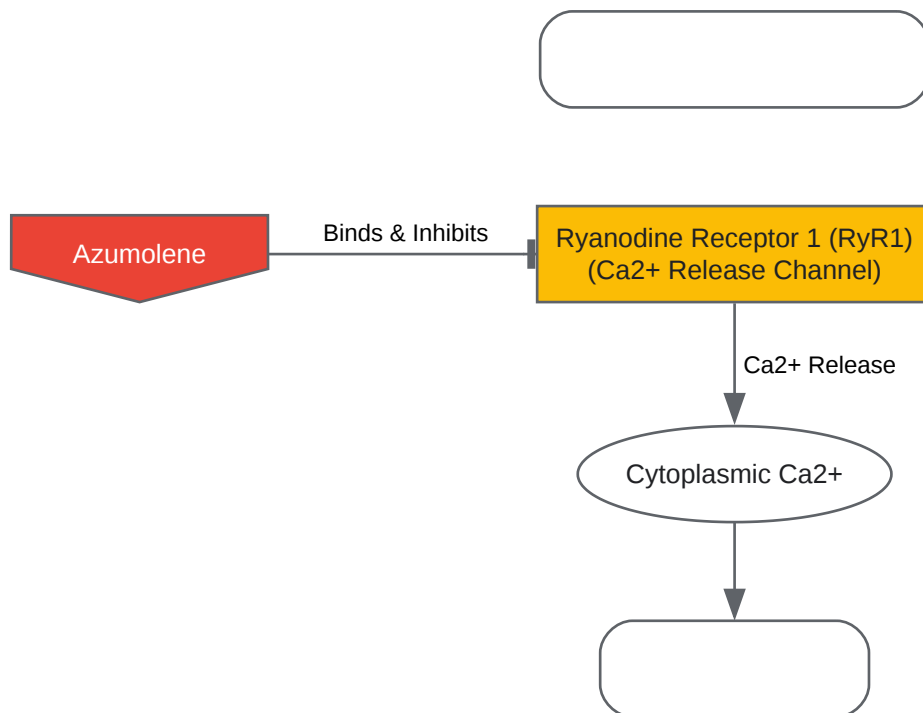 Azumolene
Binds & Inhibits
Ryanodine Receptor 1 (RyR1)
(Ca2+ Release Channel)
Ca2+ Release
Cytoplasmic Ca2+